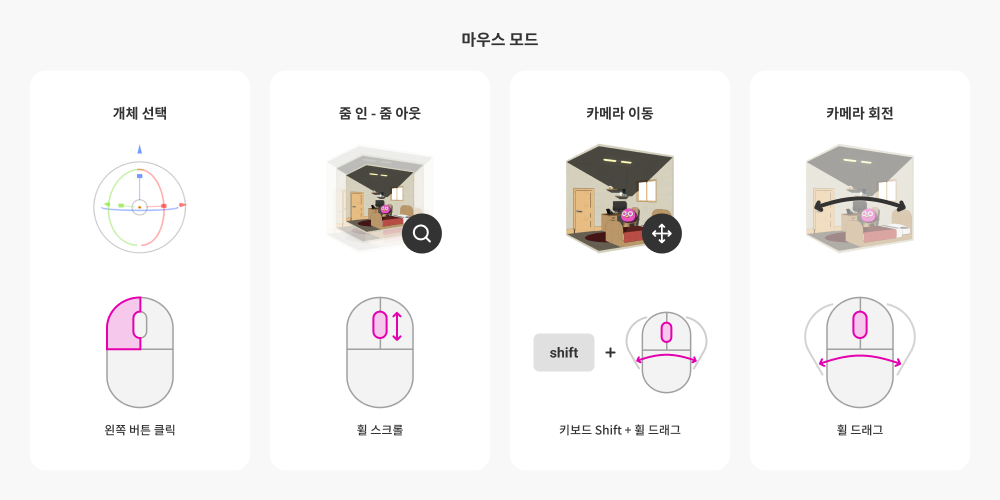 마우스 모드
개체 선택
줌 인 - 줌 아웃
카메라 이동
카메라 회전
shift
+
왼쪽 버튼 클릭
휠 스크롤
키보드 Shift + 휠 드래그
휠 드래그